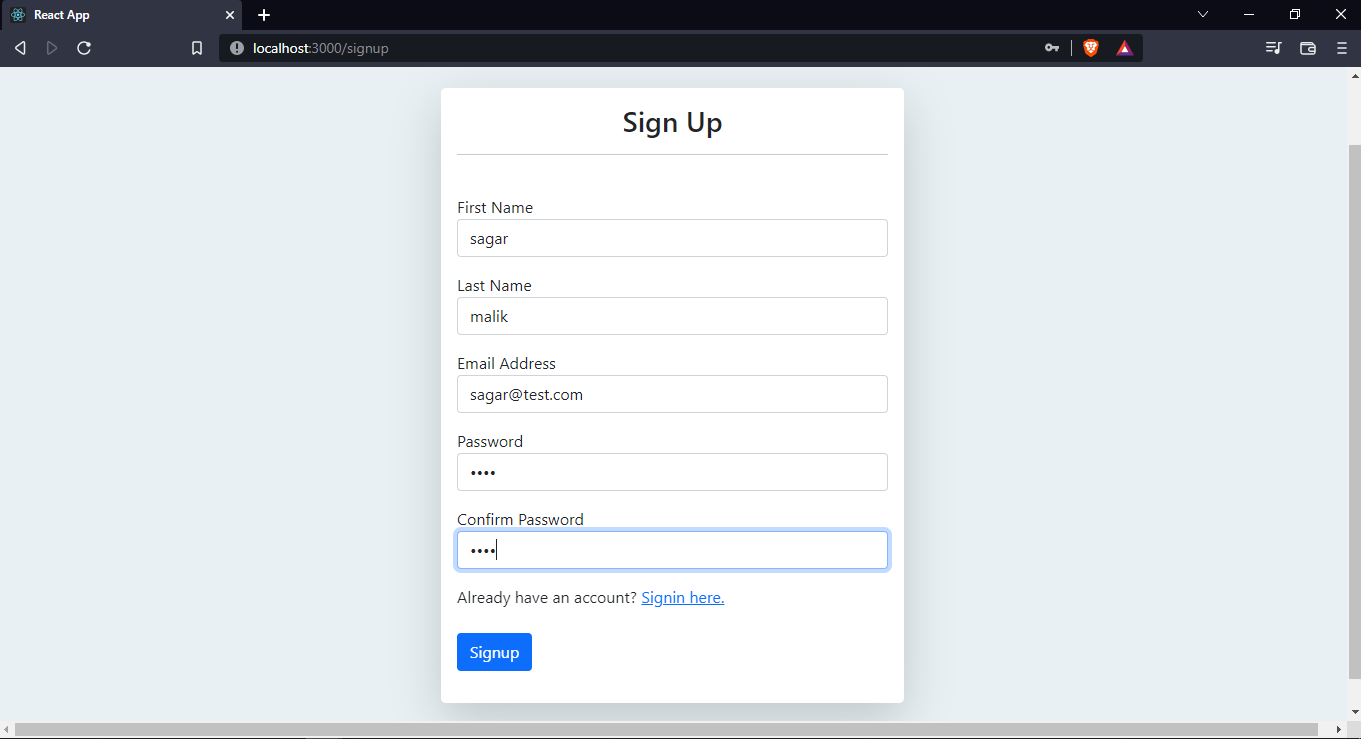 React App
localhost:3000/signup
Sign Up
First Name
sagar
Last Name
malik
Email Address
sagar@test.com
Password
••••
Confirm Password
••••
Already have an account? Signin here.
Signup